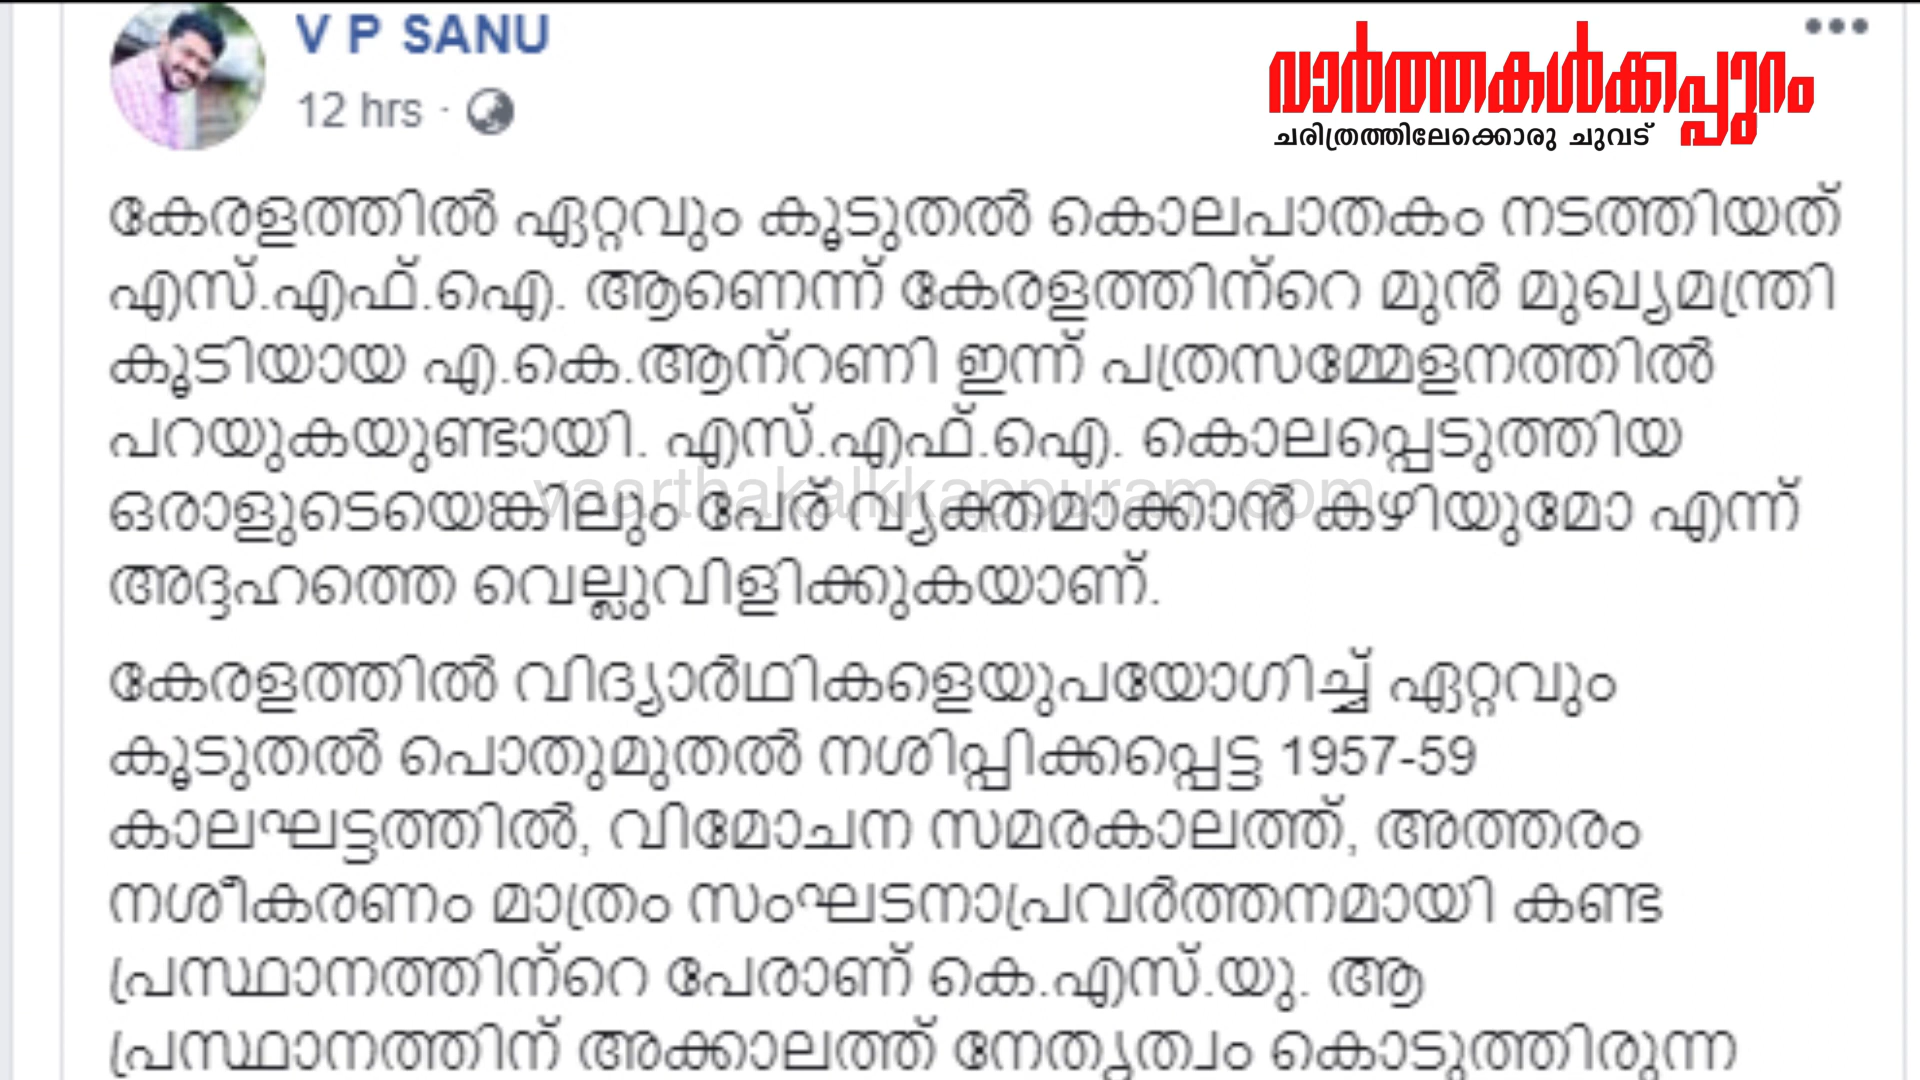 V P SANU
12 hrs ·
വാർത്തകൾക്കപ്പുറം
ചരിത്രത്തിലേക്കൊരു ചുവട്
കേരളത്തിൽ ഏറ്റവും കൂടുതൽ കൊലപാതകം നടത്തിയത്
എസ്.എഫ്.ഐ. ആണെന്ന് കേരളത്തിന്റെ മുൻ മുഖ്യമന്ത്രി
കൂടിയായ എ.കെ.ആന്റണി ഇന്ന് പത്രസമ്മേളനത്തിൽ
പറയുകയുണ്ടായി. എസ്.എഫ്.ഐ. കൊലപ്പെടുത്തിയ
ഒരാളുടെയെങ്കിലും പേര് വ്യക്തമാക്കാൻ കഴിയുമോ എന്ന്
vaarthakalkkappuram.com
അദ്ദഹത്തെ വെല്ലുവിളിക്കുകയാണ്.
കേരളത്തിൽ വിദ്യാർഥികളെയുപയോഗിച്ച് ഏറ്റവും
കൂടുതൽ പൊതുമുതൽ നശിപ്പിക്കപ്പെട്ട 1957-59
കാലഘട്ടത്തിൽ, വിമോചന സമരകാലത്ത്, അത്തരം
നശീകരണം മാത്രം സംഘടനാപ്രവർത്തനമായി കണ്ട
പ്രസ്ഥാനത്തിന്റെ പേരാണ് കെ.എസ്.യു. ആ
പ്രസ്ഥാനത്തിന് അക്കാലത്ത് നേതൃത്വം കൊടുത്തിരുന്ന